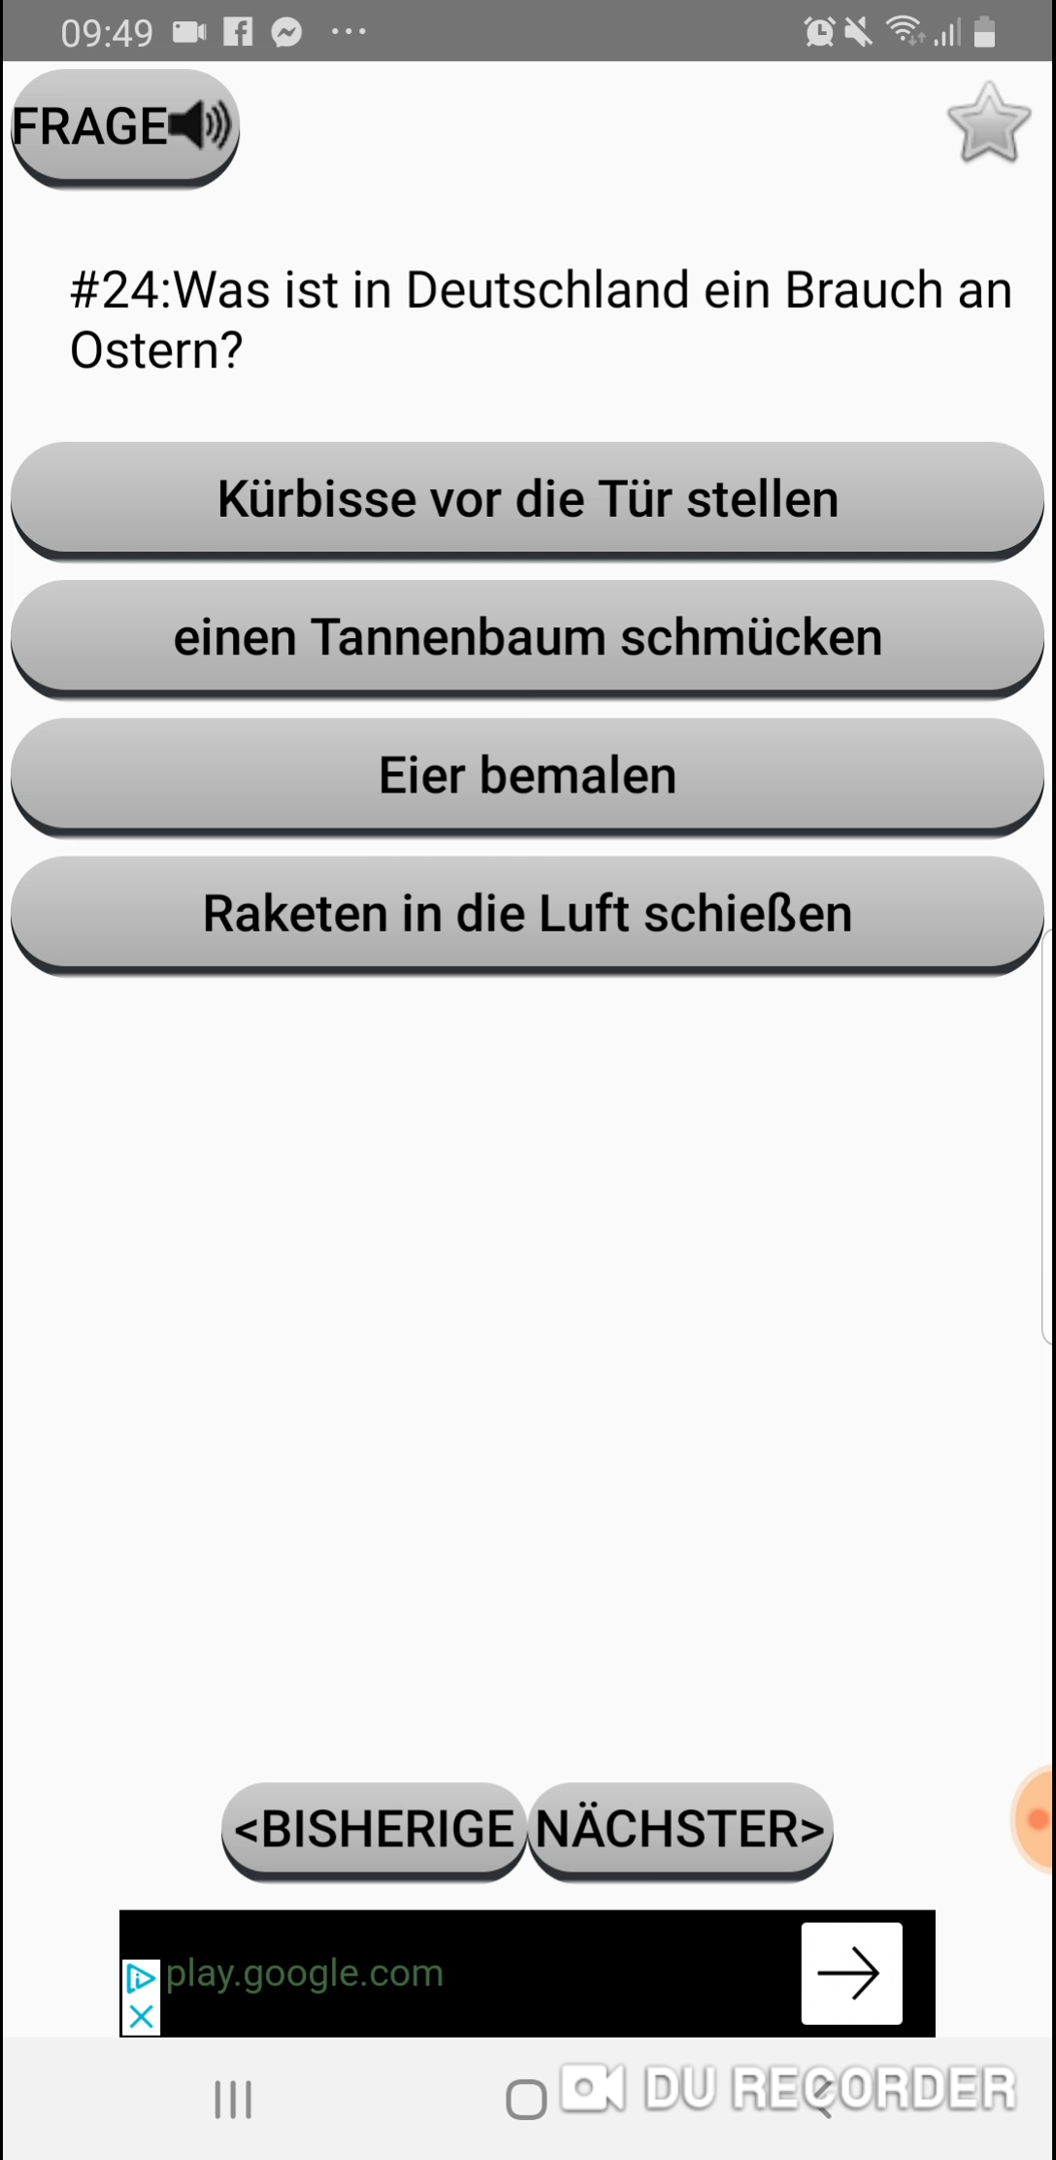 09:49
FRAGE
#24:Was ist in Deutschland ein Brauch an
Ostern?
Kürbisse vor die Tür stellen
einen Tannenbaum schmücken
Eier bemalen
Raketen in die Luft schießen
<BISHERIGE NÄCHSTER>
play.google.com
DU RECORDER